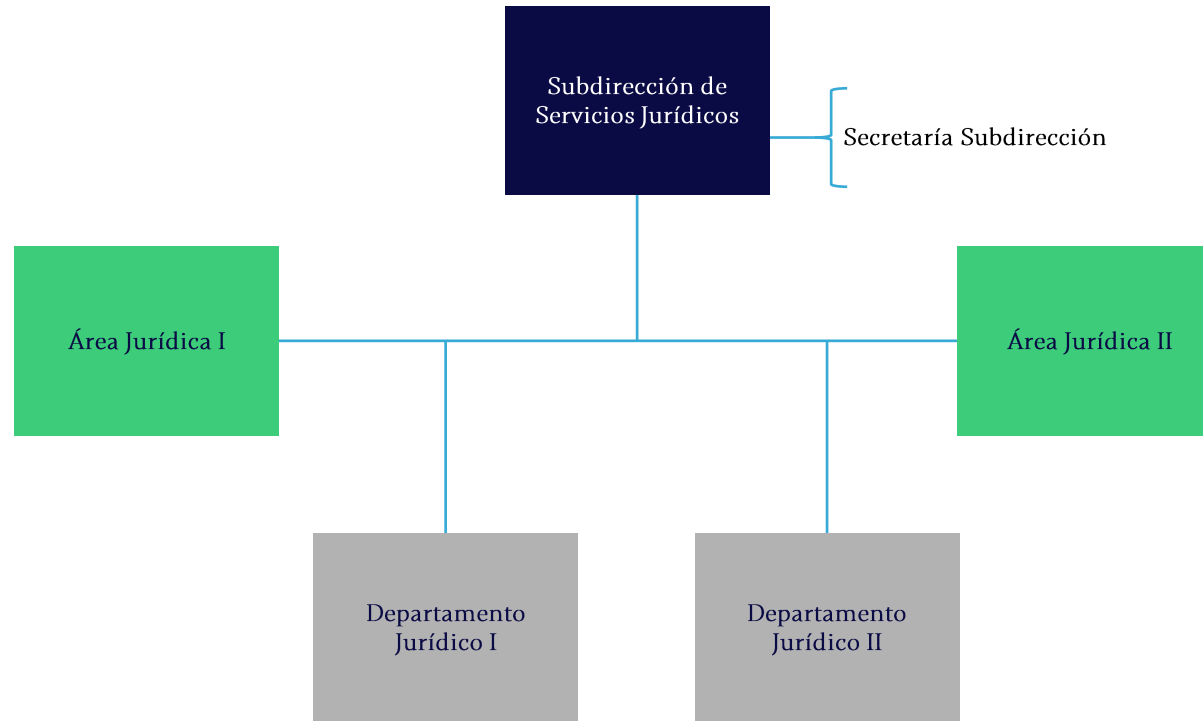 Subdirección de
Servicios Jurídicos
Secretaría Subdirección
Área Jurídica I
Área Jurídica II
Departamento
Jurídico I
Departamento
Jurídico II